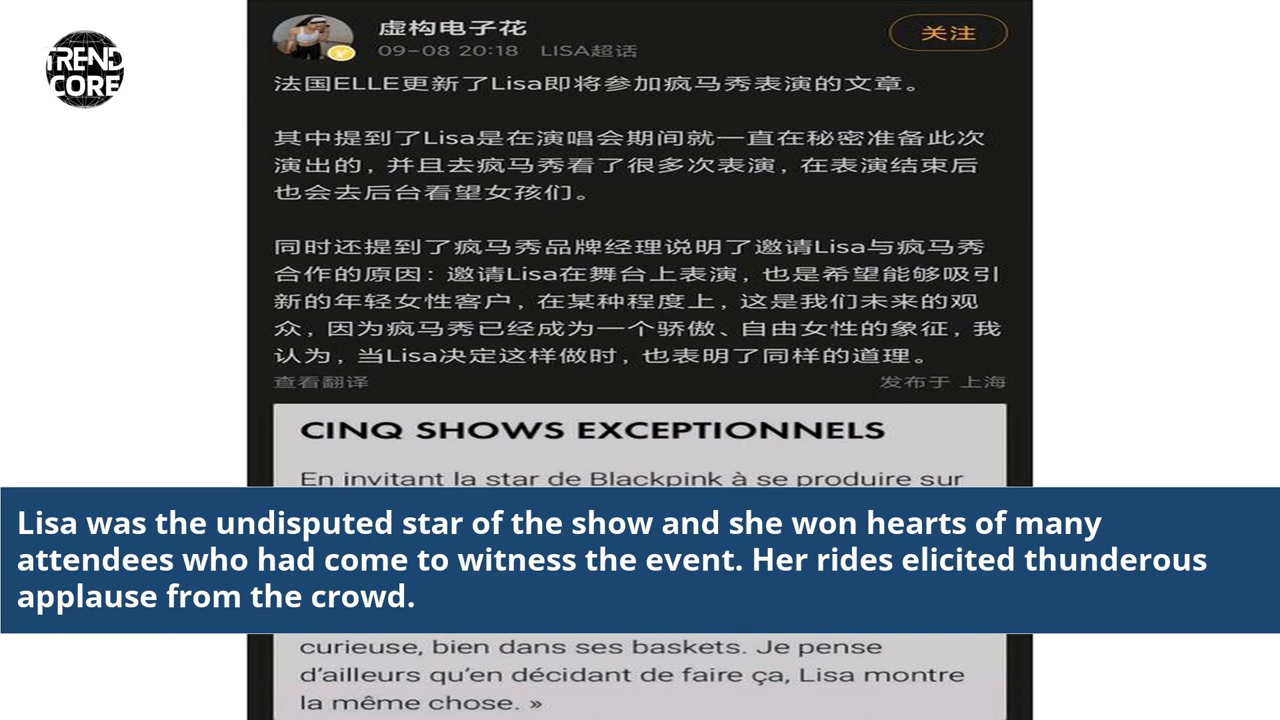 TREND
CORE
虚构电子花
09-08 20:18 LISA超话
关注
法国ELLE更新了Lisa即将参加疯马秀表演的文章。
其中提到了Lisa是在演唱会期间就一直在秘密准备此次
演出的，并且去疯马秀看了很多次表演，在表演结束后
也会去后台看望女孩们。
同时还提到了疯马秀品牌经理说明了邀请Lisa与疯马秀
合作的原因：邀请Lisa在舞台上表演，也是希望能够吸引
新的年轻女性客户，在某种程度上，这是我们未来的观
众，因为疯马秀已经成为一个骄傲、自由女性的象征，我
认为，当Lisa决定这样做时，也表明了同样的道理。
查看翻译
发布于 上海
CINQ SHOWS EXCEPTIONNELS
En invitant la star de Blackpink à se produire sur
Lisa was the undisputed star of the show and she won hearts of many
attendees who had come to witness the event. Her rides elicited thunderous
applause from the crowd.
curieuse, bien dans ses baskets. Je pense
d’ailleurs qu’en décidant de faire ça, Lisa montre
la même chose. »